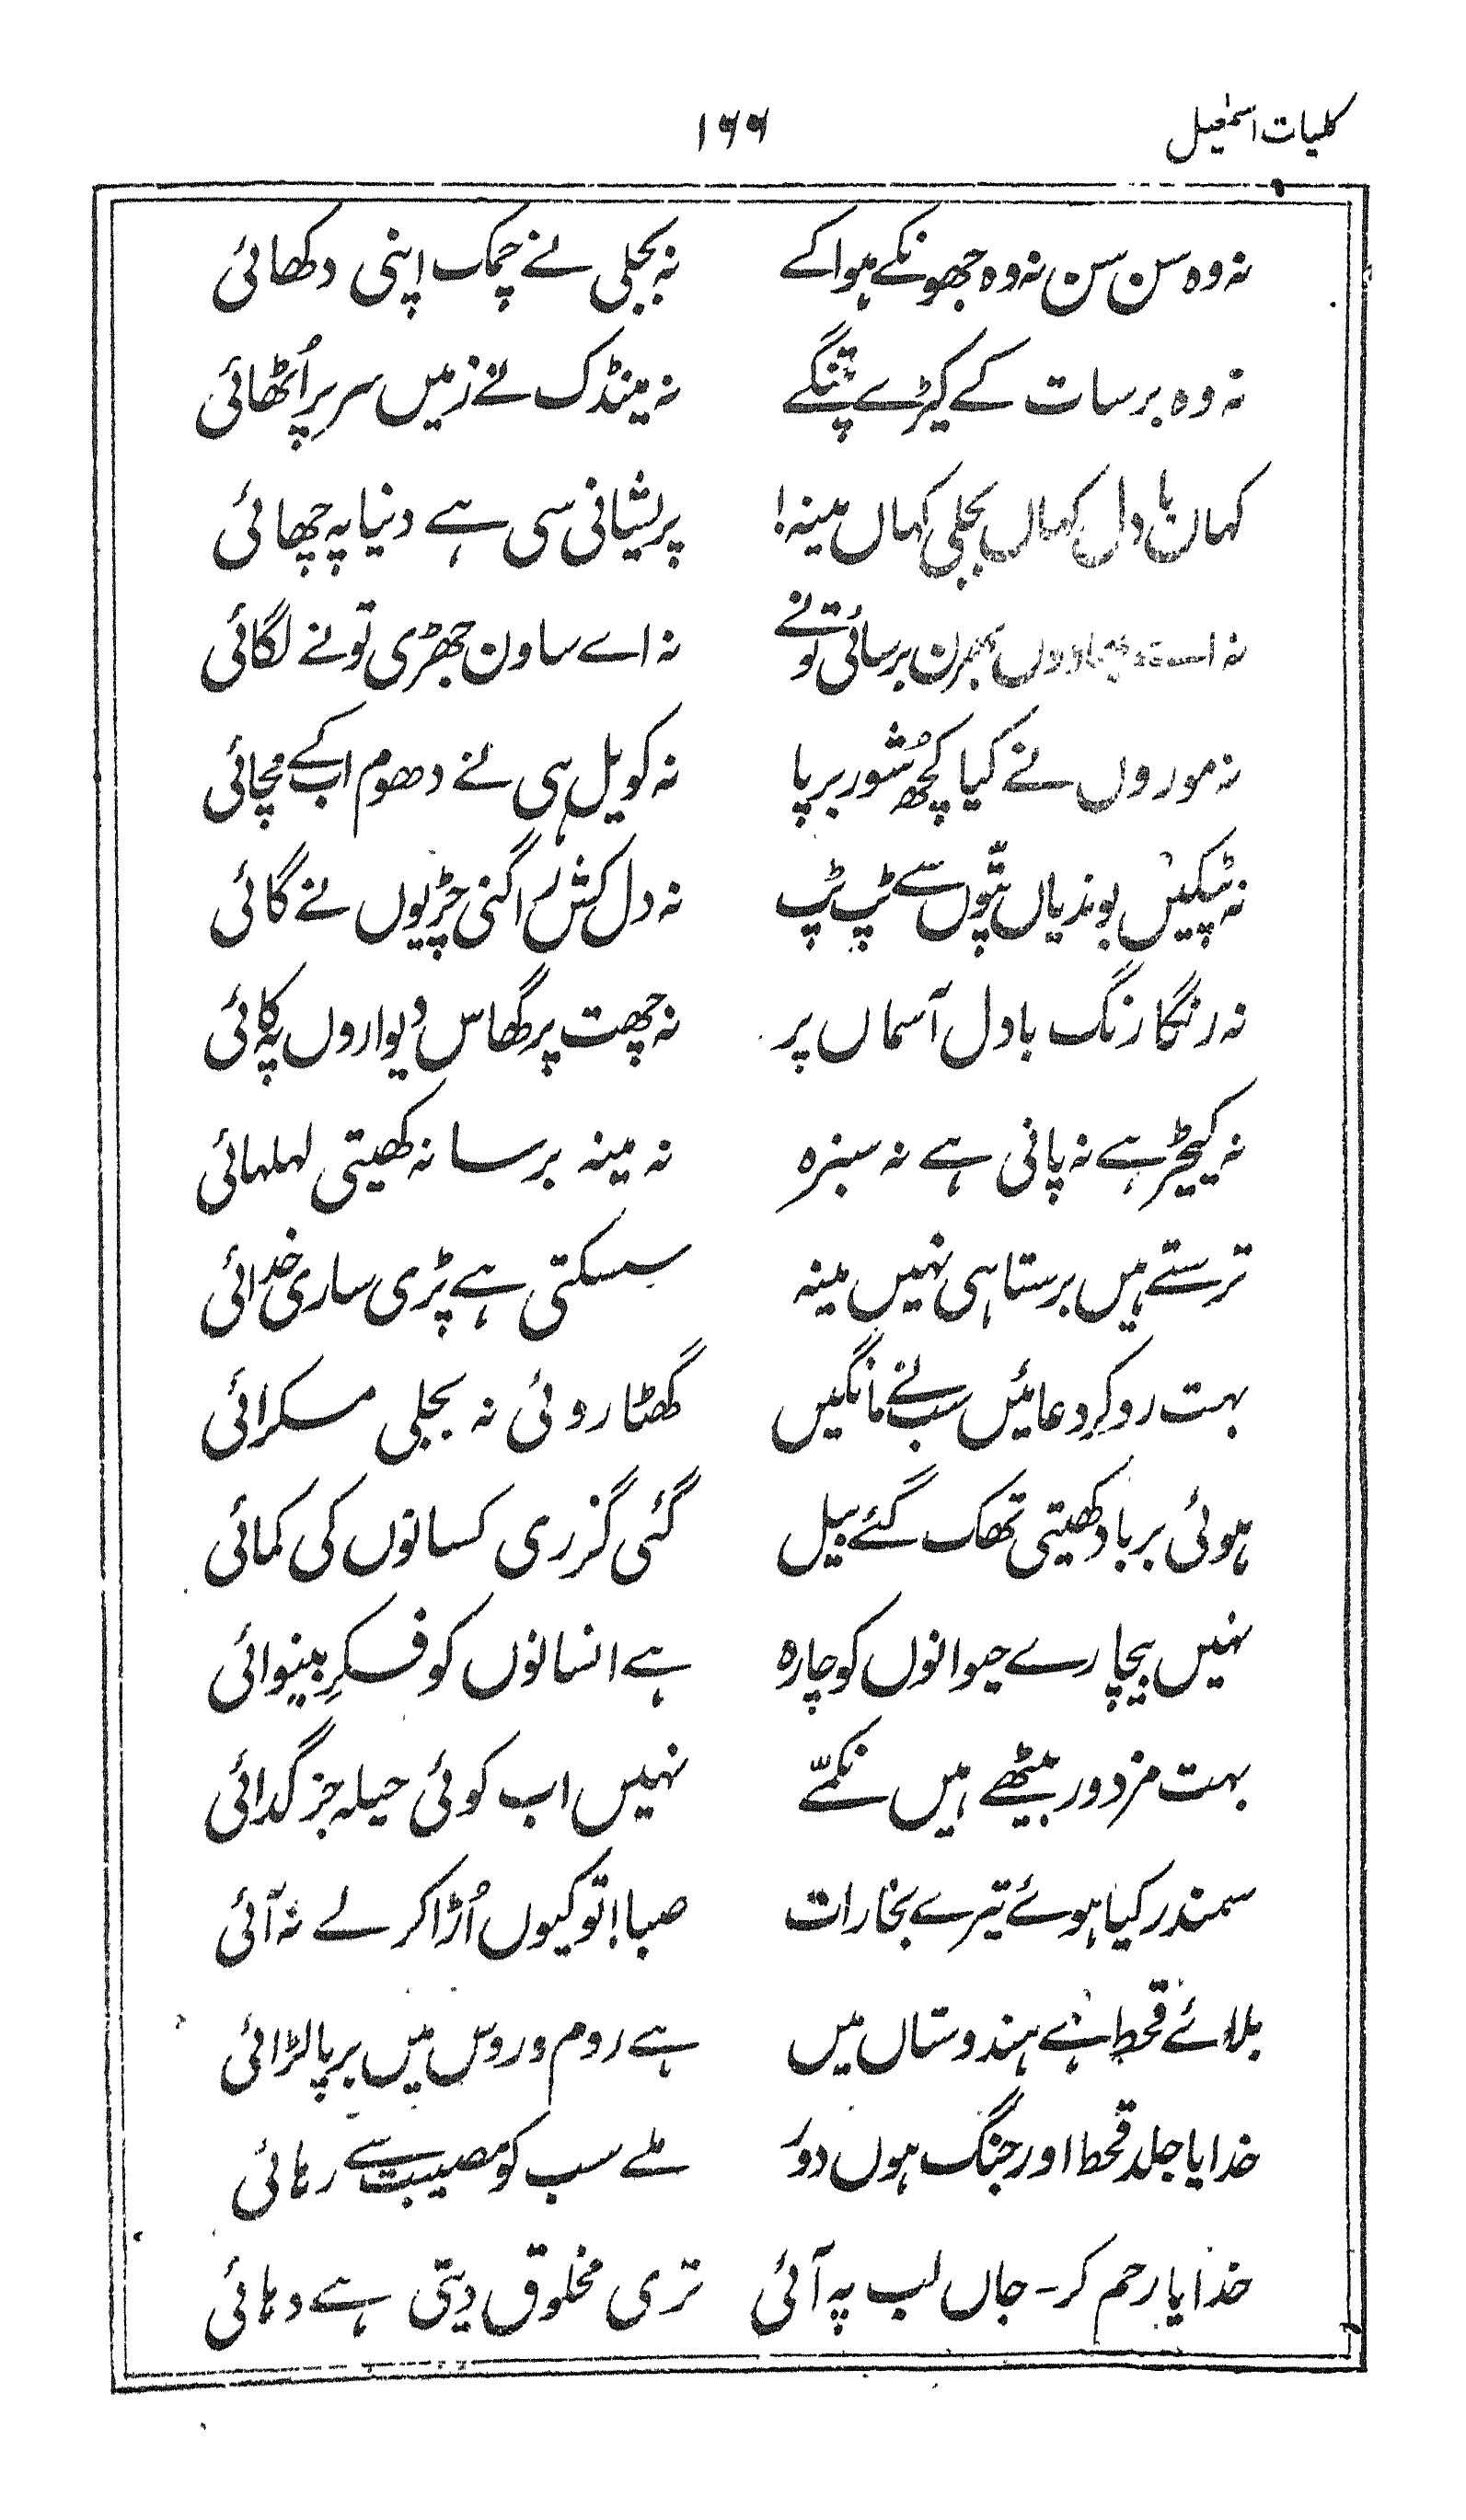 کلیات اسمٰعیل ۱۶۶
نہ وہ سن سن نہ وہ جھونکے ہوا کے نہ بجلی نے چمک اپنی دکھائی
نہ وہ برسات کے کیڑے پتنگے نہ مینڈک نے زمیں سر پر اُٹھائی
کہاں بادل کہاں بجلی کہاں مینہ! پریشانی سی ہے دنیا پہ چھائی
نہ اے بھادوں بھرن برسائی تو نے نہ اے ساون جھڑی تو نے لگائی
نہ موروں نے کیا کچھ شور برپا نہ کویل ہی نے دھوم اب کے مچائی
نہ ٹپکیں بوندیاں پتّوں سے ٹپ ٹپ نہ دل کش راگنی چڑیوں نے گائی
نہ رنگا رنگ بادل آسماں پر نہ چھت پر گھاس دیواروں پہ کائی
نہ کیچڑ ہے نہ پانی ہے نہ سبزہ نہ مینہ برسا نہ کھیتی لہلہائی
ترستے ہیں برستا ہی نہیں مینہ سسکتی ہے پڑی ساری خدائی
بہت رو کر دعائیں سب نے مانگیں گھٹا روئی نہ بجلی مسکرائی
ہوئی برباد کھیتی تھک گئے بیل گئی گزری کسانوں کی کمائی
نہیں بیچارے حیوانوں کو چارہ ہے انسانوں کو فکرِ بینوائی
بہت مزدور بیٹھے ہیں نکمّے نہیں اب کوئی حیلہ جز گدائی
سمندر کیا ہوئے تیرے بخارات صبا! تو کیوں اُڑا کر لے نہ آئی
بلائے قحط ہے ہندوستاں میں ہے روم و روس میں برپا لڑائی
خدایا جلد قحط اور جنگ ہوں دور ملے سب کو مصیبت سے رہائی
خدایا رحم کر - جاں لب پہ آئی تری مخلوق دیتی ہے دہائی